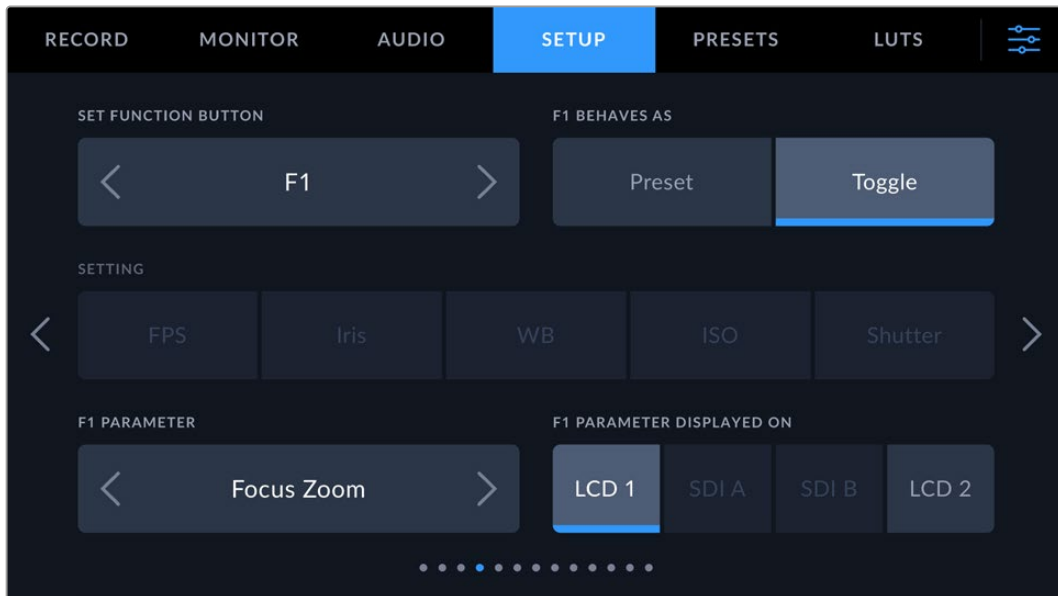 RECORD MONITOR AUDIO SETUP PRESETS LUTS
SET FUNCTION BUTTON F1 BEHAVES AS
F1 Preset Toggle
SETTING
FPS Iris WB ISO Shutter
F1 PARAMETER F1 PARAMETER DISPLAYED ON
Focus Zoom LCD 1 SDI A SDI B LCD 2